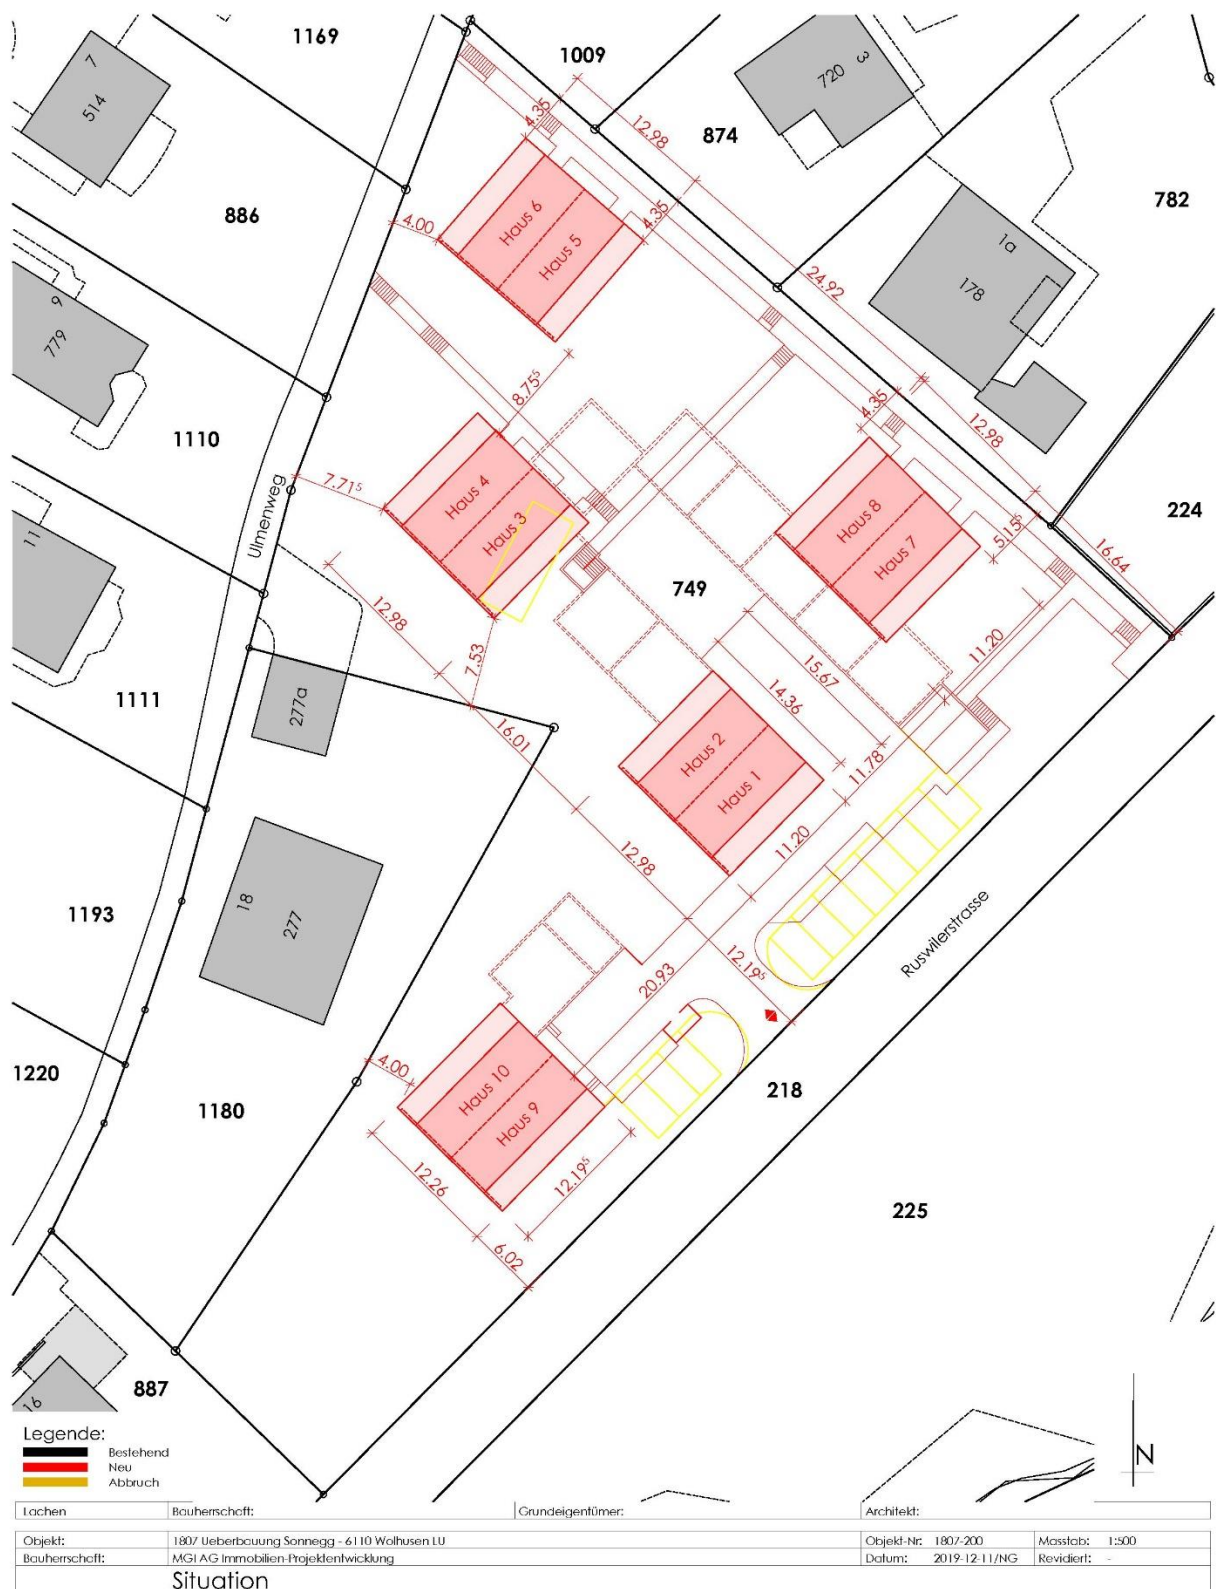 1169
1009
7
514
720
3
874
4.35
12.98
886
782
4.35
4.00
Haus 6
Haus 5
1a
178
24.92
9
779
8.75⁵
4.35
12.98
1110
7.71⁵
Ulmenweg
Haus 4
Haus 3
Haus 8
Haus 7
5.15⁵
224
16.64
11
749
12.98
7.53
11.20
15.67
14.36
1111
277a
16.01
Haus 2
Haus 1
11.78
11.20
12.98
1193
18
277
Ruswilerstrasse
12.19⁵
20.93
4.00
1220
1180
Haus 10
Haus 9
218
12.26
12.19⁵
6.02
225
887
16
N
Legende:
Bestehend
Neu
Abbruch
Lachen Bauherrschaft: Grundeigentümer: Architekt:
Objekt: 1807 Ueberbauung Sonnegg - 6110 Wolhusen LU Objekt-Nr: 1807-200 Masstab: 1:500
Bauherrschaft: MGI AG Immobilien-Projektentwicklung Datum: 2019-12-11/NG Revidiert: -
Situation